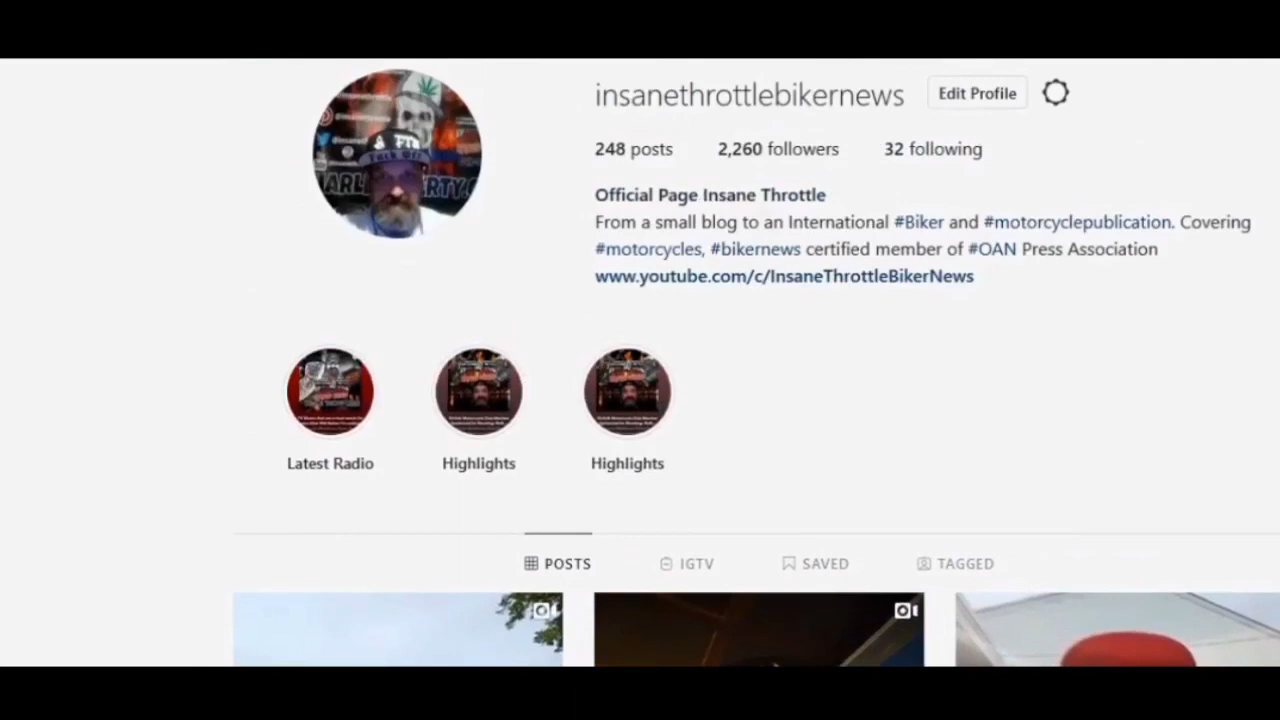 insanethrottlebikernews
Edit Profile
248 posts
2,260 followers
32 following
Official Page Insane Throttle
From a small blog to an International #Biker and #motorcyclepublication. Covering
#motorcycles, #bikernews certified member of #OAN Press Association
www.youtube.com/c/InsaneThrottleBikerNews
Latest Radio
Highlights
Highlights
POSTS
IGTV
SAVED
TAGGED